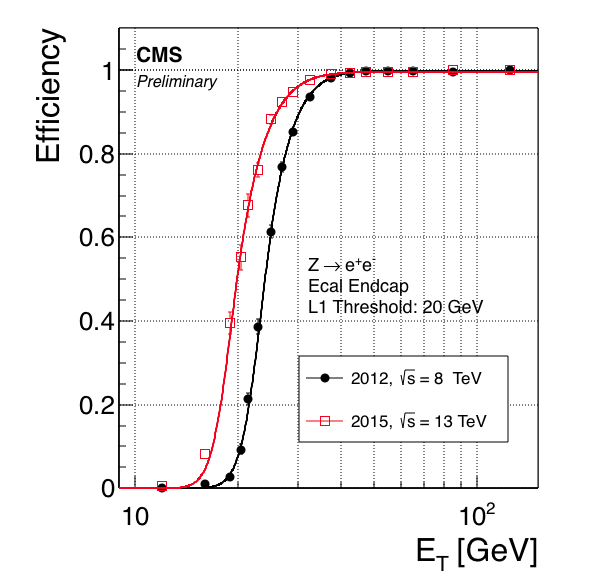 CMS
Preliminary
Efficiency
1
0.8
0.6
0.4
0.2
0
Z → e⁺e
Ecal Endcap
L1 Threshold: 20 GeV
2012, √s = 8 TeV
2015, √s = 13 TeV
10
10²
E_T [GeV]